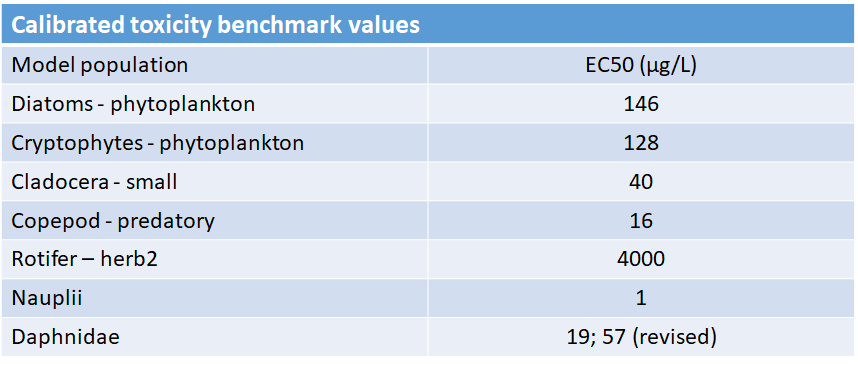 Calibrated toxicity benchmark values
Model population EC50 (µg/L)
Diatoms - phytoplankton 146
Cryptophytes - phytoplankton 128
Cladocera - small 40
Copepod - predatory 16
Rotifer – herb2 4000
Nauplii 1
Daphnidae 19; 57 (revised)